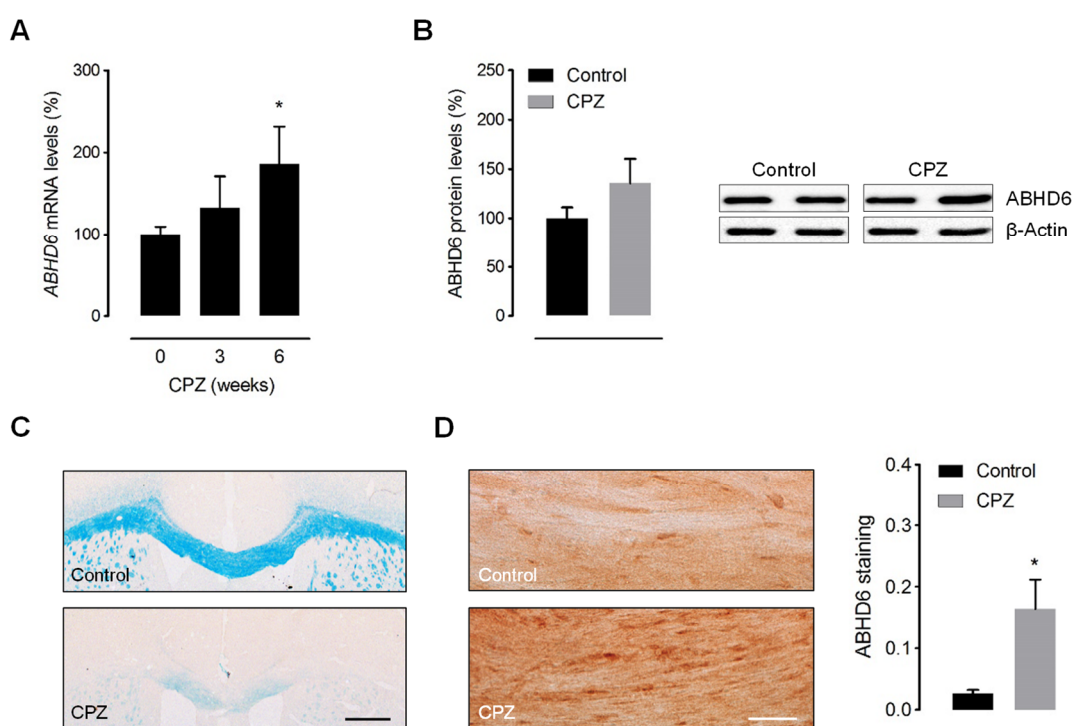 A
ABHD6 mRNA levels (%)
300
200
100
0
*
0 3 6
CPZ (weeks)
B
ABHD6 protein levels (%)
250
200
150
100
50
0
Control
CPZ
Control CPZ
ABHD6
β-Actin
C
Control
CPZ
D
Control
CPZ
ABHD6 staining
0.4
0.3
0.2
0.1
0.0
Control
CPZ
*